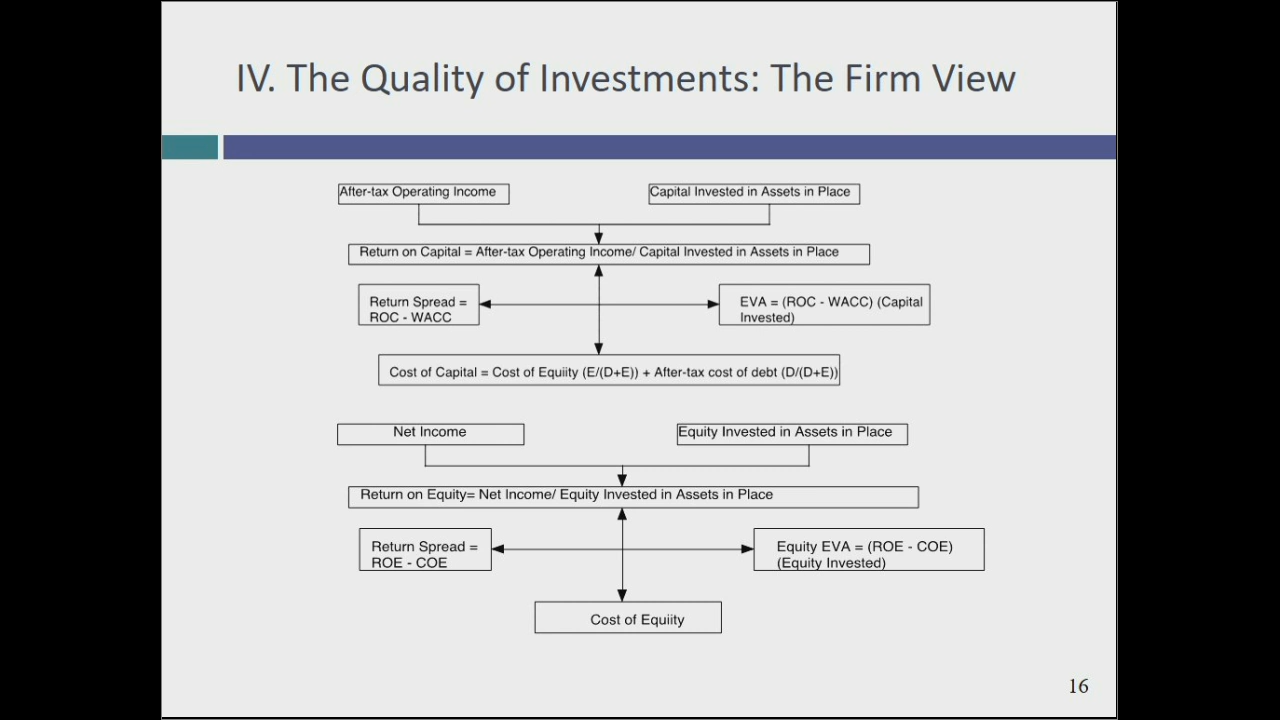 IV. The Quality of Investments: The Firm View
After-tax Operating Income
Capital Invested in Assets in Place
Return on Capital = After-tax Operating Income/ Capital Invested in Assets in Place
Return Spread =
ROC - WACC
EVA = (ROC - WACC) (Capital
Invested)
Cost of Capital = Cost of Equiity (E/(D+E)) + After-tax cost of debt (D/(D+E))
Net Income
Equity Invested in Assets in Place
Return on Equity= Net Income/ Equity Invested in Assets in Place
Return Spread =
ROE - COE
Equity EVA = (ROE - COE)
(Equity Invested)
Cost of Equiity
16